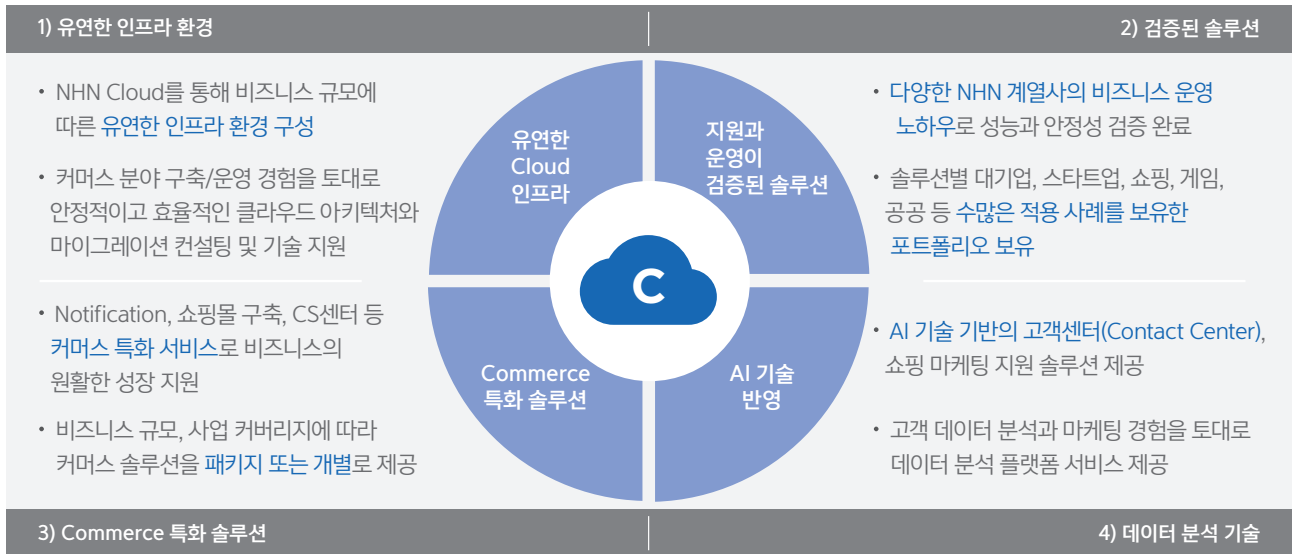 1) 유연한 인프라 환경
2) 검증된 솔루션
• NHN Cloud를 통해 비즈니스 규모에
따른 유연한 인프라 환경 구성
• 커머스 분야 구축/운영 경험을 토대로
안정적이고 효율적인 클라우드 아키텍처와
마이그레이션 컨설팅 및 기술 지원
유연한
Cloud
인프라
지원과
운영이
검증된 솔루션
• 다양한 NHN 계열사의 비즈니스 운영
노하우로 성능과 안정성 검증 완료
• 솔루션별 대기업, 스타트업, 쇼핑, 게임,
공공 등 수많은 적용 사례를 보유한
포트폴리오 보유
C
• Notification, 쇼핑몰 구축, CS센터 등
커머스 특화 서비스로 비즈니스의
원활한 성장 지원
• 비즈니스 규모, 사업 커버리지에 따라
커머스 솔루션을 패키지 또는 개별로 제공
Commerce
특화 솔루션
AI 기술
반영
• AI 기술 기반의 고객센터(Contact Center),
쇼핑 마케팅 지원 솔루션 제공
• 고객 데이터 분석과 마케팅 경험을 토대로
데이터 분석 플랫폼 서비스 제공
3) Commerce 특화 솔루션
4) 데이터 분석 기술